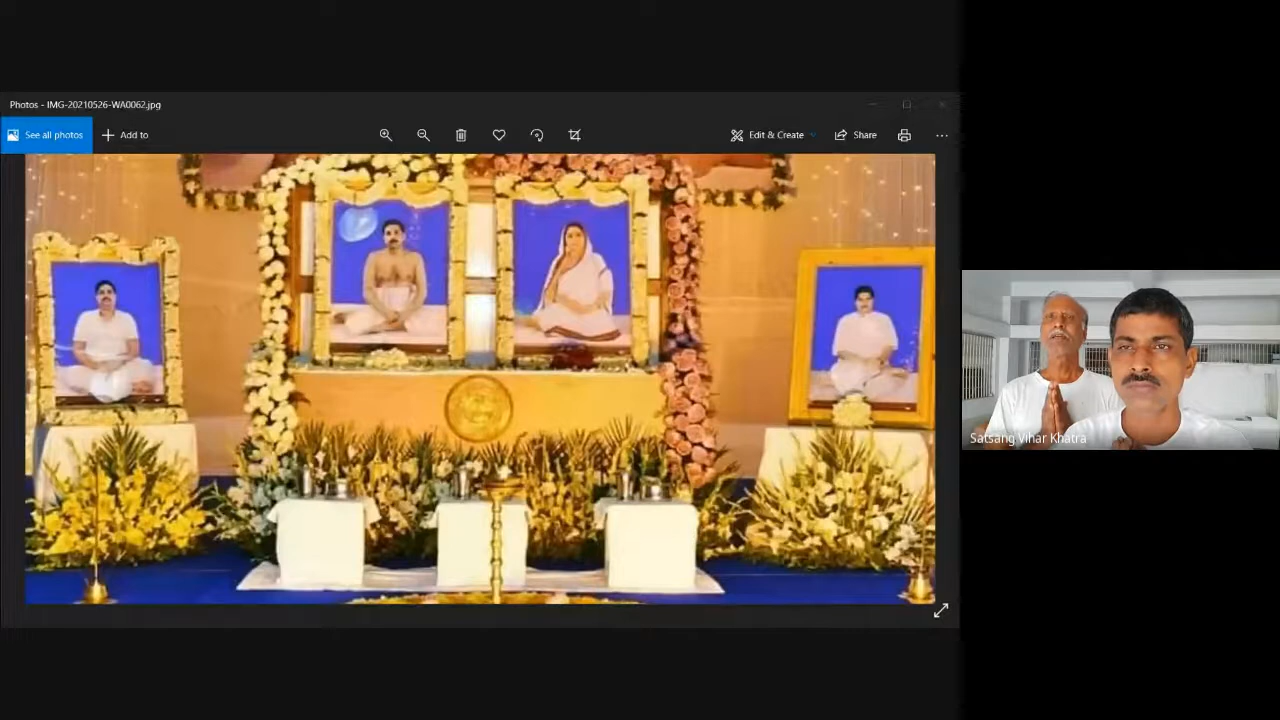 Photos - IMG-20210526-WA0062.jpg
See all photos
Add to
Edit & Create
Share
Satsang Vihar Khatra